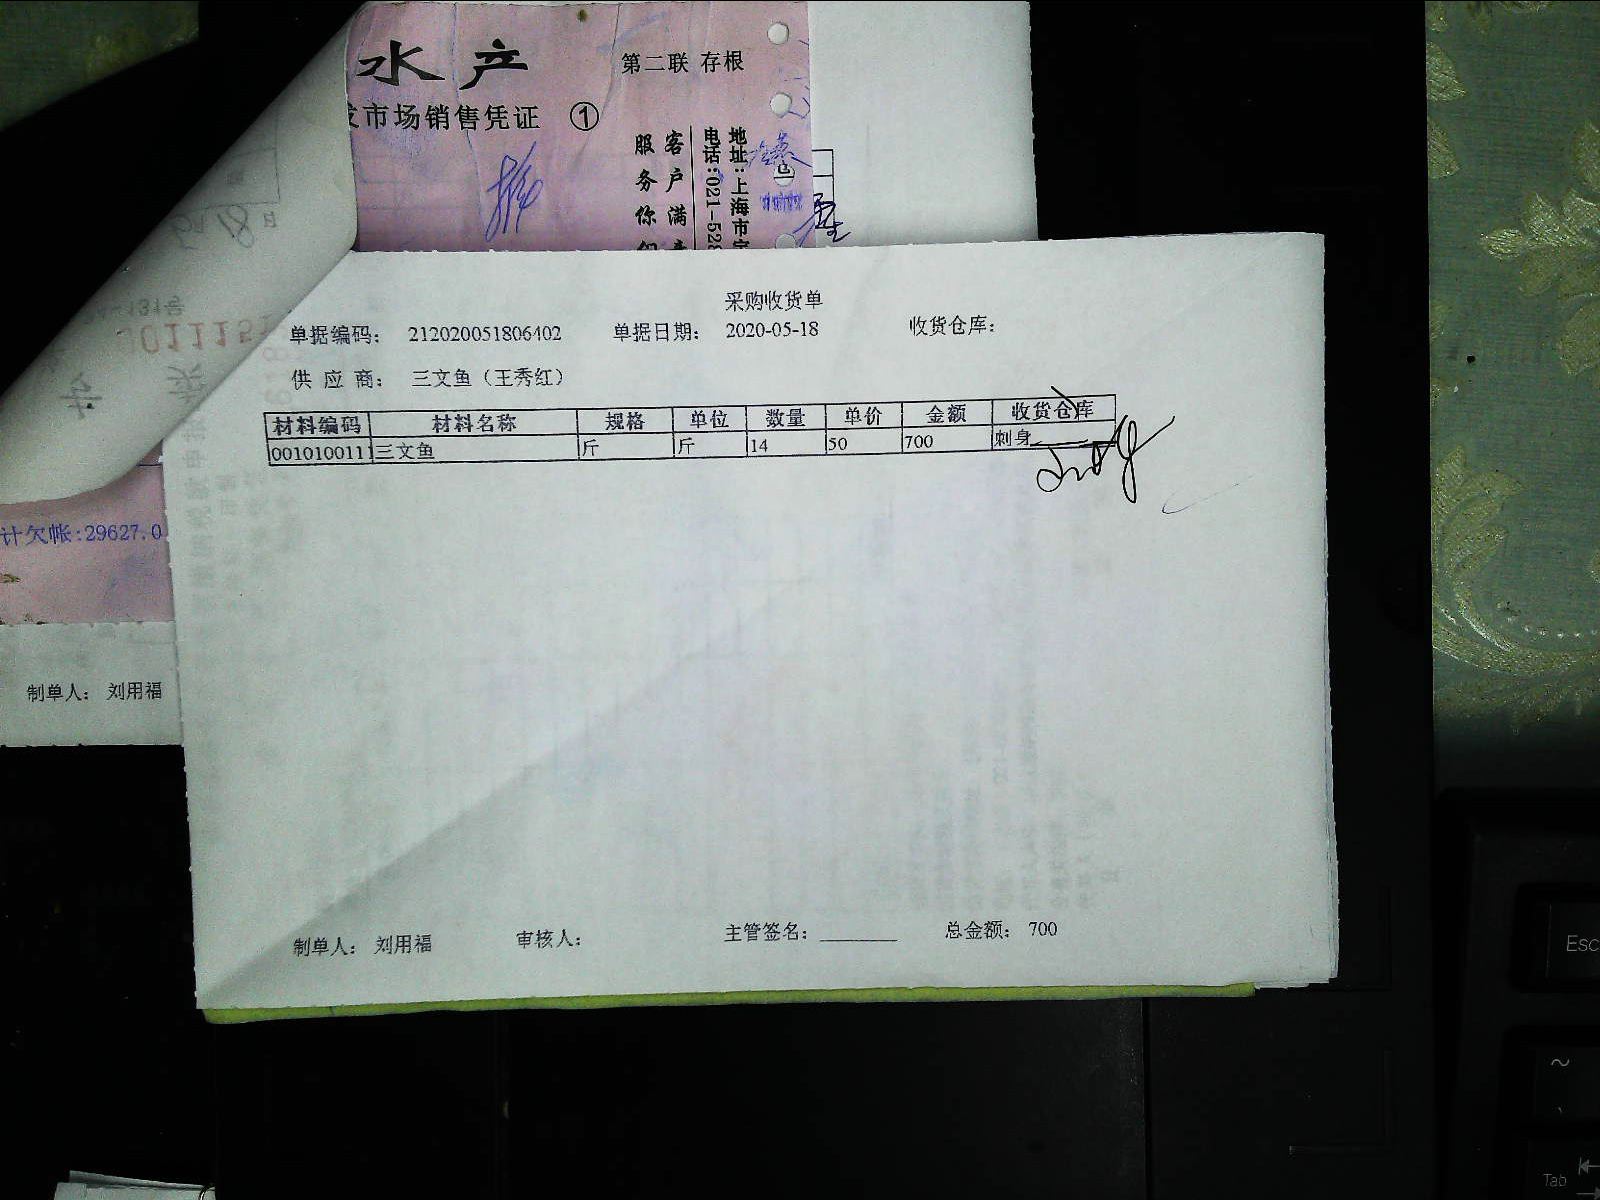 水产
第二联 存根
发市场销售凭证 ①
服务你
客户满意
电话:021-528
地址:上海市宝
采购收货单
单据编码: 212020051806402 单据日期: 2020-05-18 收货仓库:
供 应 商: 三文鱼(王秀红)
材料编码 材料名称 规格 单位 数量 单价 金额 收货仓库
0010100111 三文鱼 斤 斤 14 50 700 刺身
计欠帐:29627.0
制单人: 刘用福
制单人: 刘用福 审核人: 主管签名: ________ 总金额: 700
Esc
~
Tab